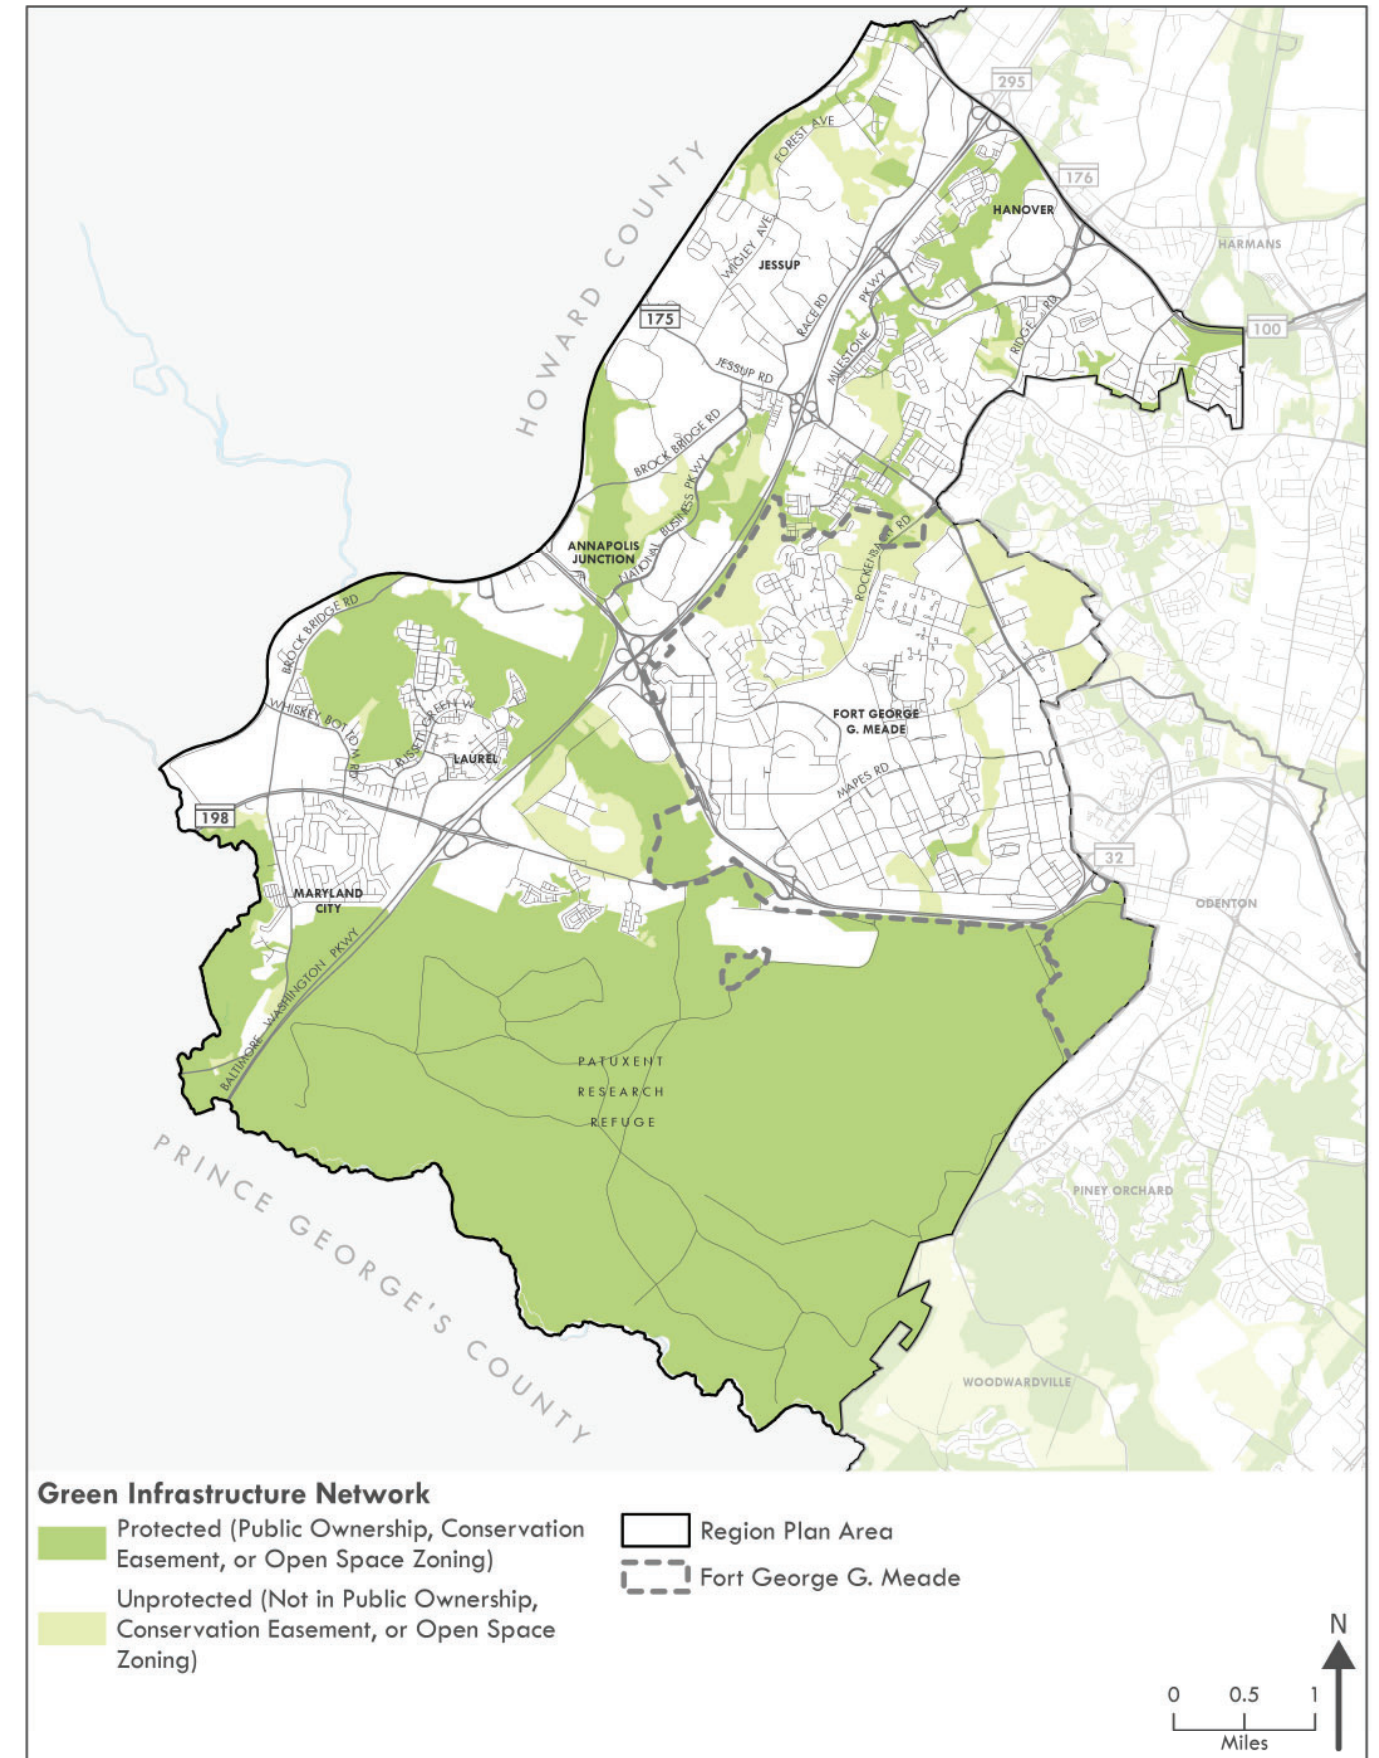 295
FOREST AVE
176
HANOVER
HARMANS
HOWARD COUNTY
WIGLEY AVE
JESSUP
RACE RD
PKWY
MILESTONE
RIDGE RD
175
100
JESSUP RD
BROCK BRIDGE RD
NATIONAL BUSINESS PKWY
ANNAPOLIS
JUNCTION
ROCKENBACH RD
BROCK BRIDGE RD
WHISKEY BOTTOM RD
RUSSETT GREEN W
LAUREL
FORT GEORGE
G. MEADE
MAPES RD
198
32
MARYLAND
CITY
ODENTON
BALTIMORE WASHINGTON PKWY
PATUXENT
RESEARCH
REFUGE
PRINCE GEORGE'S COUNTY
PINEY ORCHARD
WOODWARDVILLE
Green Infrastructure Network
Protected (Public Ownership, Conservation
Easement, or Open Space Zoning)
Unprotected (Not in Public Ownership,
Conservation Easement, or Open Space
Zoning)
Region Plan Area
Fort George G. Meade
N
0 0.5 1
Miles